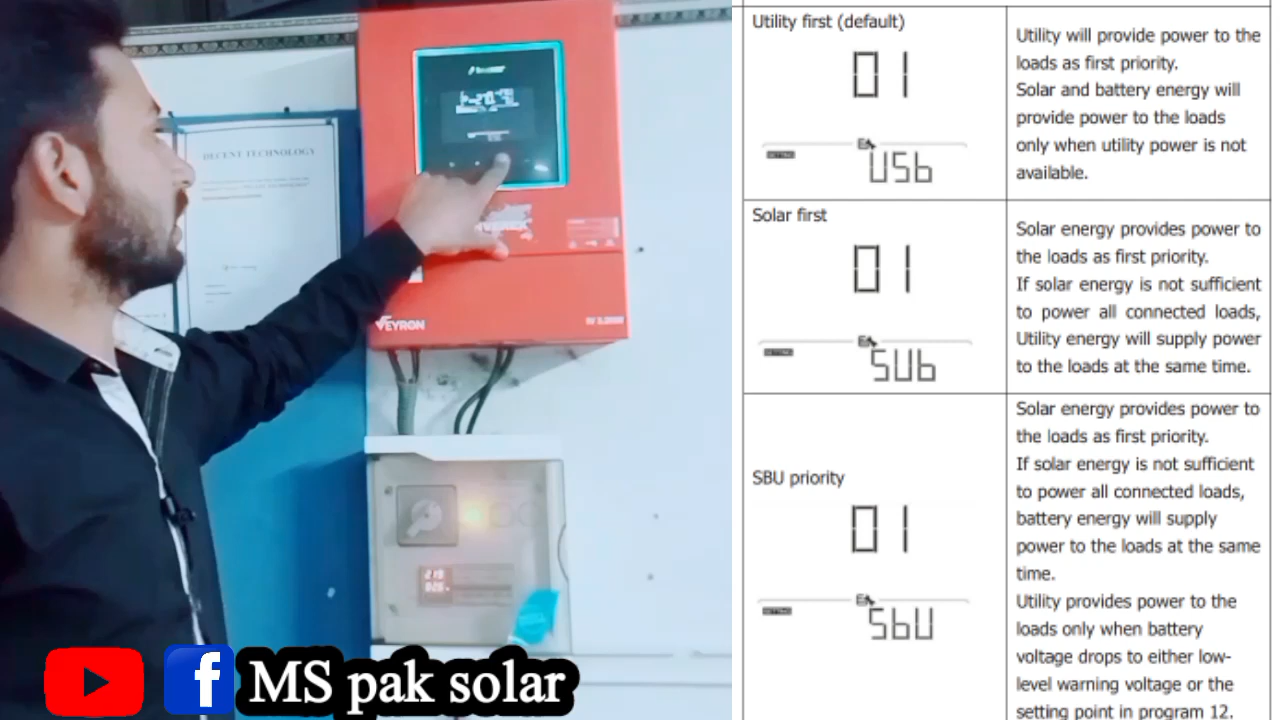 DECENT TECHNOLOGY
VEYRON
219
MS pak solar
Utility first (default)
01
USb
Utility will provide power to the
loads as first priority.
Solar and battery energy will
provide power to the loads
only when utility power is not
available.
Solar first
01
SUb
Solar energy provides power to
the loads as first priority.
If solar energy is not sufficient
to power all connected loads,
Utility energy will supply power
to the loads at the same time.
SBU priority
01
SbU
Solar energy provides power to
the loads as first priority.
If solar energy is not sufficient
to power all connected loads,
battery energy will supply
power to the loads at the same
time.
Utility provides power to the
loads only when battery
voltage drops to either low-
level warning voltage or the
setting point in program 12.